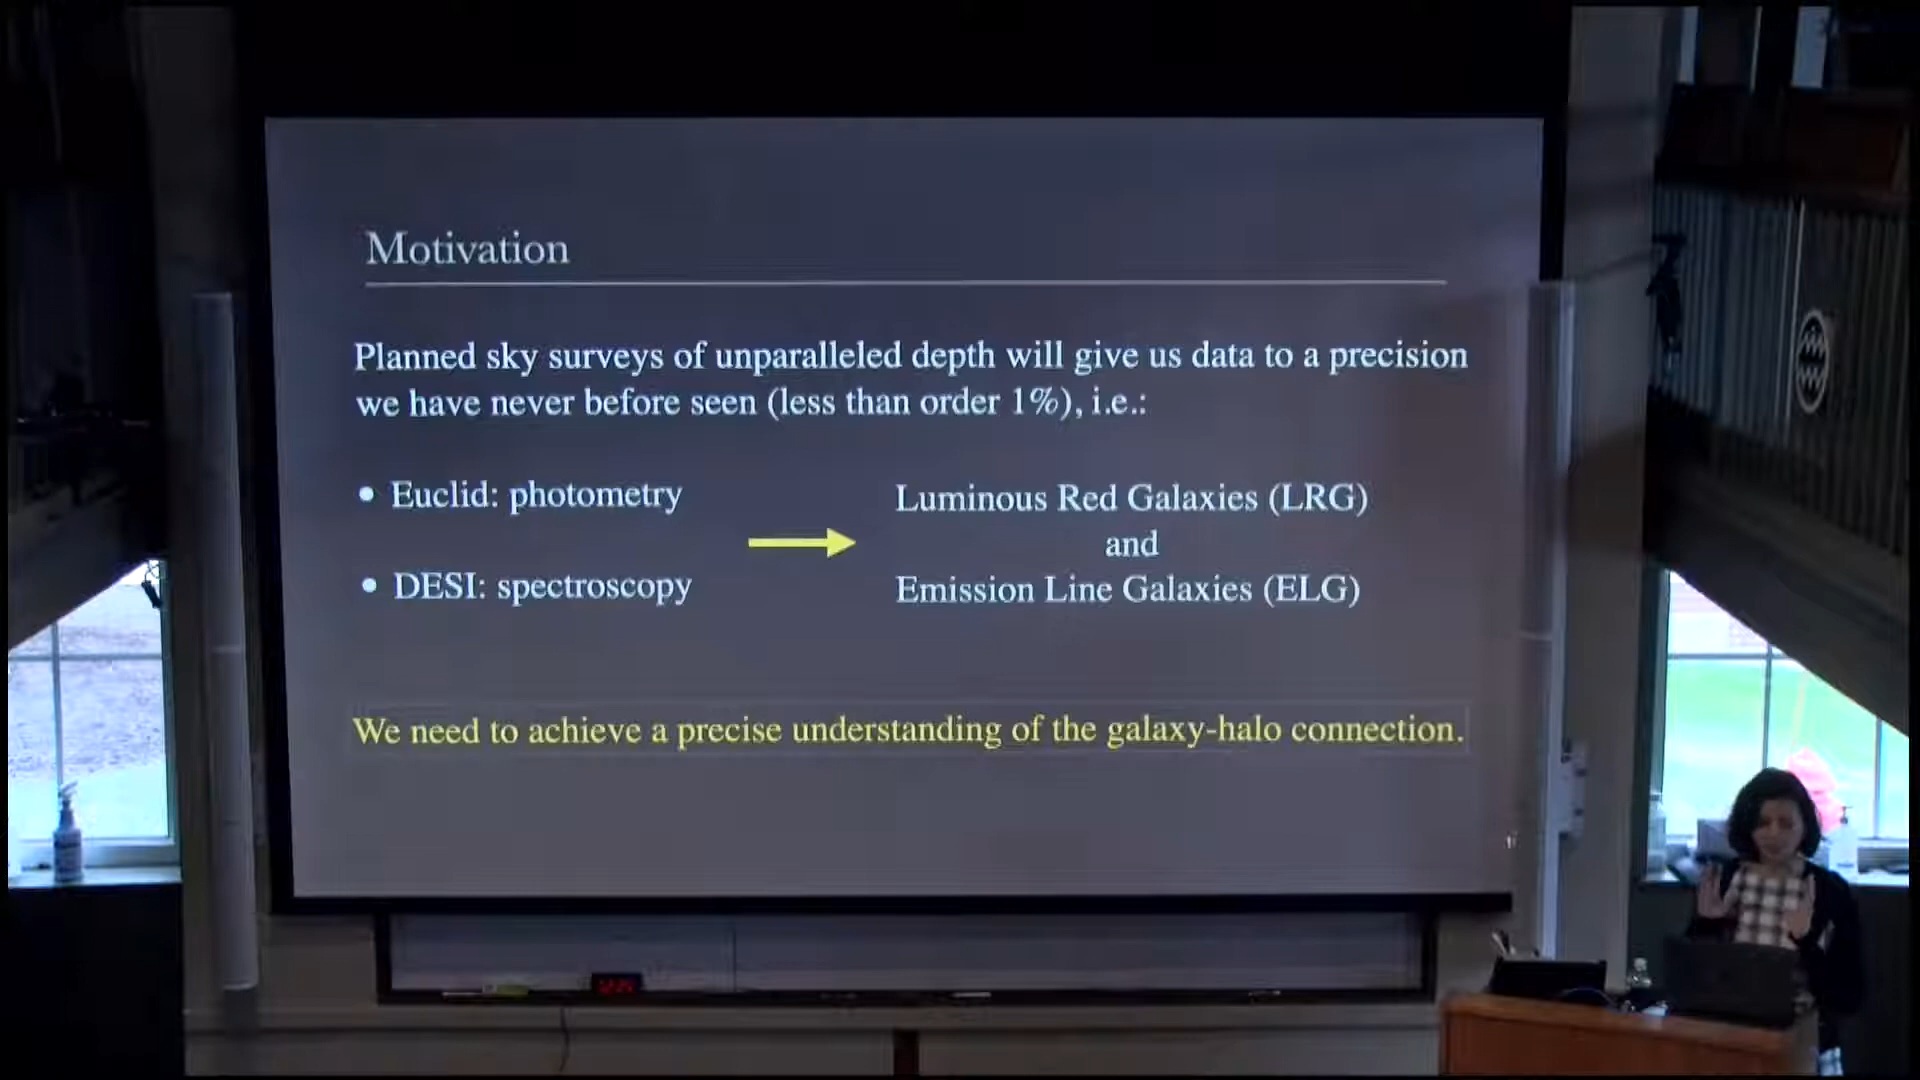 Motivation
Planned sky surveys of unparalleled depth will give us data to a precision
we have never before seen (less than order 1%), i.e.:
• Euclid: photometry
• DESI: spectroscopy
Luminous Red Galaxies (LRG)
and
Emission Line Galaxies (ELG)
We need to achieve a precise understanding of the galaxy-halo connection.